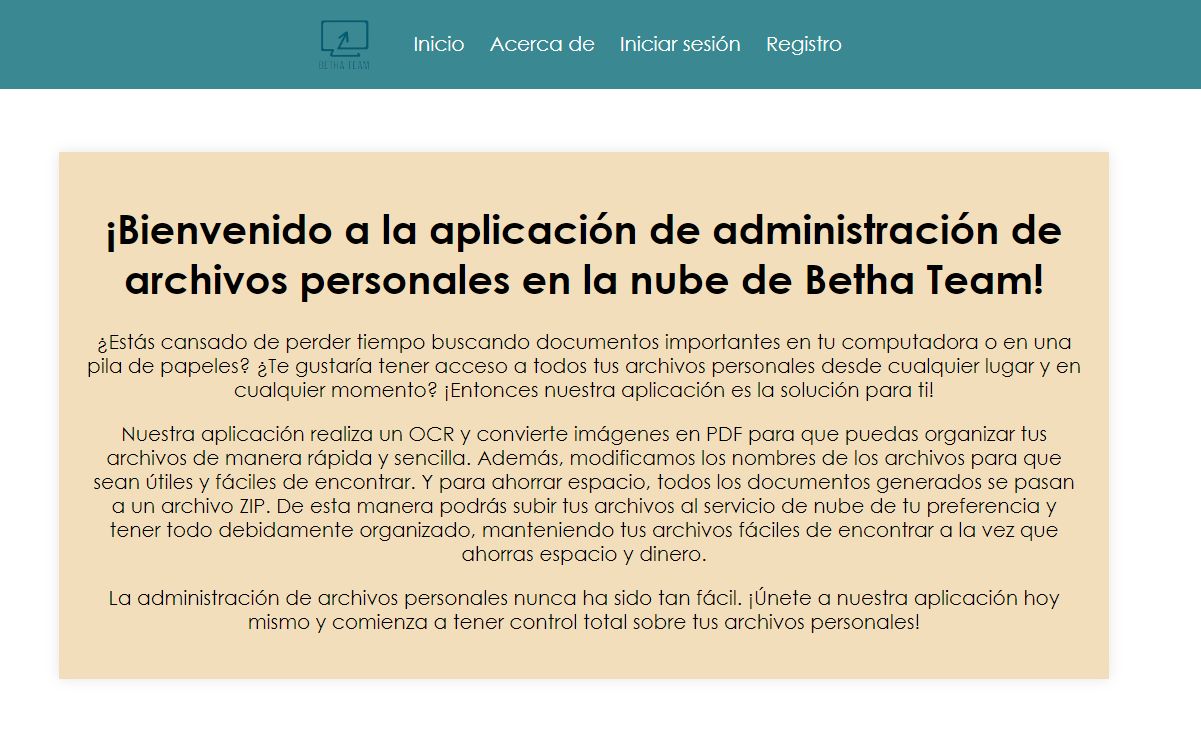 BETHA TEAM
Inicio Acerca de Iniciar sesión Registro
¡Bienvenido a la aplicación de administración de
archivos personales en la nube de Betha Team!
¿Estás cansado de perder tiempo buscando documentos importantes en tu computadora o en una
pila de papeles? ¿Te gustaría tener acceso a todos tus archivos personales desde cualquier lugar y en
cualquier momento? ¡Entonces nuestra aplicación es la solución para ti!
Nuestra aplicación realiza un OCR y convierte imágenes en PDF para que puedas organizar tus
archivos de manera rápida y sencilla. Además, modificamos los nombres de los archivos para que
sean útiles y fáciles de encontrar. Y para ahorrar espacio, todos los documentos generados se pasan
a un archivo ZIP. De esta manera podrás subir tus archivos al servicio de nube de tu preferencia y
tener todo debidamente organizado, manteniendo tus archivos fáciles de encontrar a la vez que
ahorras espacio y dinero.
La administración de archivos personales nunca ha sido tan fácil. ¡Únete a nuestra aplicación hoy
mismo y comienza a tener control total sobre tus archivos personales!